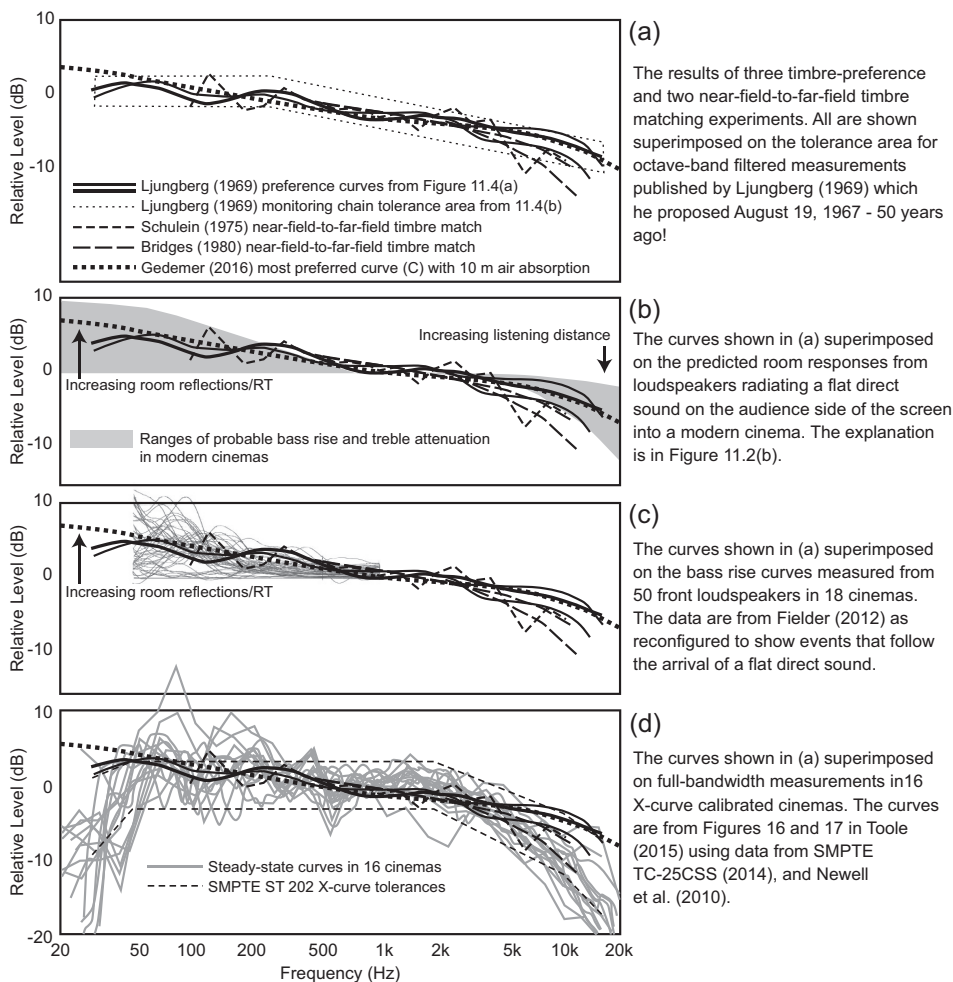 10
0
-10
Relative Level (dB)
Ljungberg (1969) preference curves from Figure 11.4(a)
Ljungberg (1969) monitoring chain tolerance area from 11.4(b)
Schulein (1975) near-field-to-far-field timbre match
Bridges (1980) near-field-to-far-field timbre match
Gedemer (2016) most preferred curve (C) with 10 m air absorption
(a)
The results of three timbre-preference
and two near-field-to-far-field timbre
matching experiments. All are shown
superimposed on the tolerance area for
octave-band filtered measurements
published by Ljungberg (1969) which
he proposed August 19, 1967 - 50 years
ago!
10
0
-10
Relative Level (dB)
Increasing room reflections/RT
Increasing listening distance
Ranges of probable bass rise and treble attenuation
in modern cinemas
(b)
The curves shown in (a) superimposed
on the predicted room responses from
loudspeakers radiating a flat direct
sound on the audience side of the screen
into a modern cinema. The explanation
is in Figure 11.2(b).
10
0
-10
Relative Level (dB)
Increasing room reflections/RT
(c)
The curves shown in (a) superimposed
on the bass rise curves measured from
50 front loudspeakers in 18 cinemas.
The data are from Fielder (2012) as
reconfigured to show events that follow
the arrival of a flat direct sound.
10
0
-10
-20
Relative Level (dB)
Steady-state curves in 16 cinemas
SMPTE ST 202 X-curve tolerances
20 50 100 200 500 1k 2k 5k 10k 20k
Frequency (Hz)
(d)
The curves shown in (a) superimposed
on full-bandwidth measurements in16
X-curve calibrated cinemas. The curves
are from Figures 16 and 17 in Toole
(2015) using data from SMPTE
TC-25CSS (2014), and Newell
et al. (2010).